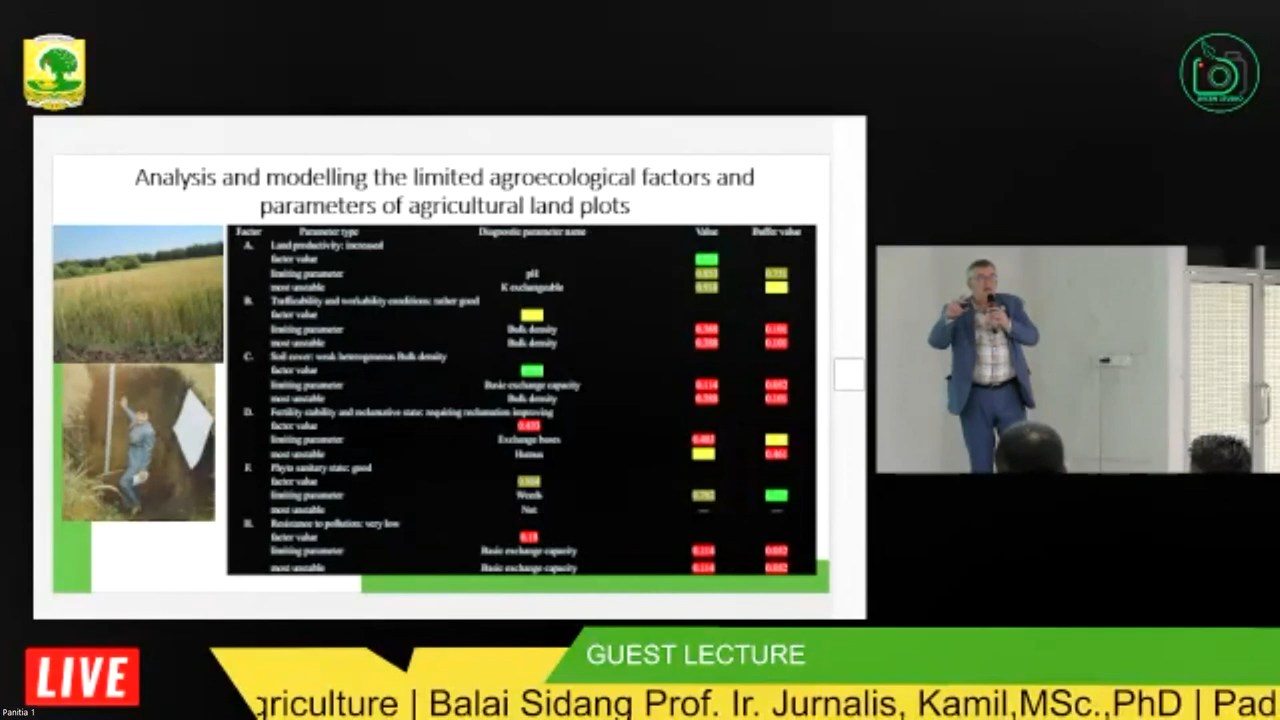 Analysis and modelling the limited agroecological factors and
parameters of agricultural land plots
Factor Parameter type Diagnostic parameter name Value Buffer value
A. Land productivity: increased
factor value
limiting parameter pH
most unstable K exchangeable
B. Trafficability and workability conditions: rather good
factor value
limiting parameter Bulk density
most unstable Bulk density
C. Soil cover: weak heterogeneous Bulk density
factor value
limiting parameter Basic exchange capacity 0.114
most unstable Bulk density
D. Fertility stability and reclamative state: requiring reclamation improving
factor value
limiting parameter Exchange bases
most unstable Humus
F. Phyto sanitary state: good
factor value
limiting parameter Weeds
most unstable Not
Resistance to pollution: very low
factor value
limiting parameter Basic exchange capacity 0.114
most unstable Basic exchange capacity 0.114
GUEST LECTURE
LIVE
griculture | Balai Sidang Prof. Ir. Jurnalis, Kamil,MSc.,PhD | Pad
Panitia 1